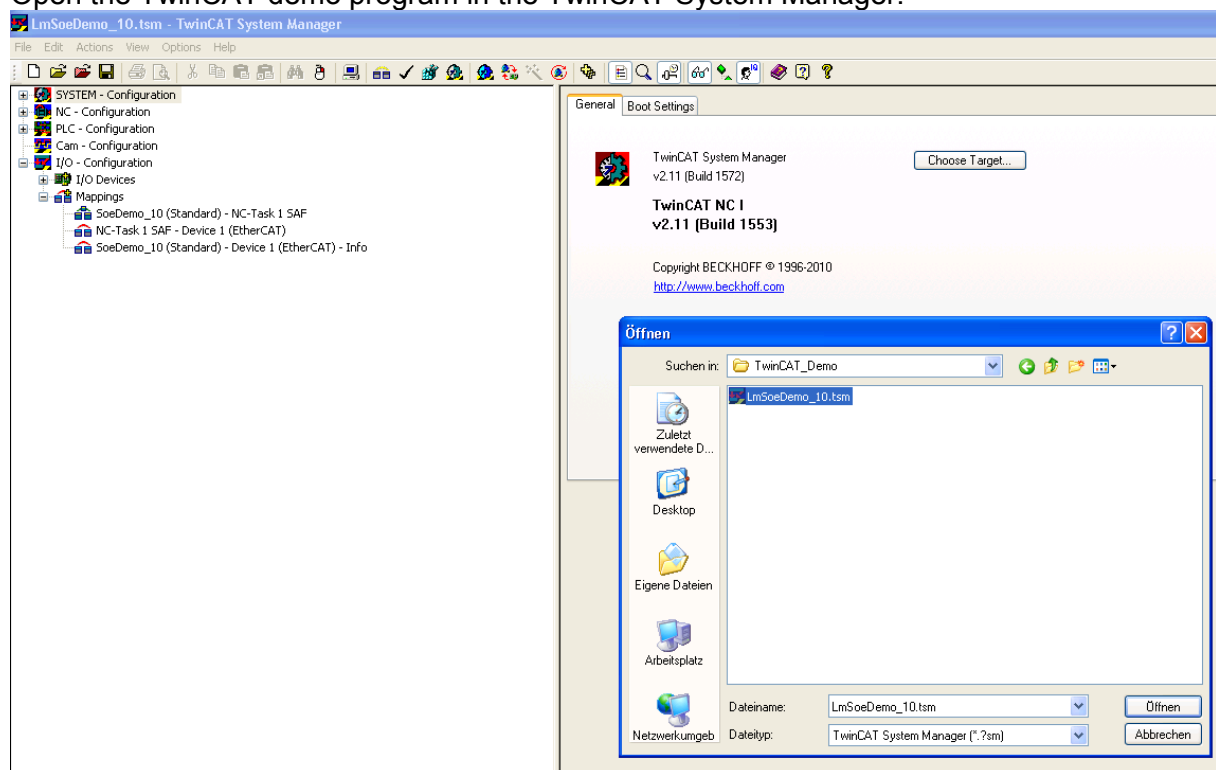 Open the TwinCAT demo program in the TwinCAT System Manager.
LmSoeDemo_10.tsm - TwinCAT System Manager
File Edit Actions View Options Help
SYSTEM - Configuration
NC - Configuration
PLC - Configuration
Cam - Configuration
I/O - Configuration
I/O Devices
Mappings
SoeDemo_10 (Standard) - NC-Task 1 SAF
NC-Task 1 SAF - Device 1 (EtherCAT)
SoeDemo_10 (Standard) - Device 1 (EtherCAT) - Info
General Boot Settings
TwinCAT System Manager
v2.11 (Build 1572)
Choose Target...
TwinCAT NC I
v2.11 (Build 1553)
Copyright BECKHOFF © 1996-2010
http://www.beckhoff.com
Öffnen
Suchen in: TwinCAT_Demo
LmSoeDemo_10.tsm
Zuletzt
verwendete D...
Desktop
Eigene Dateien
Arbeitsplatz
Netzwerkumgeb
Dateiname: LmSoeDemo_10.tsm Öffnen
Dateityp: TwinCAT System Manager (*.?sm) Abbrechen